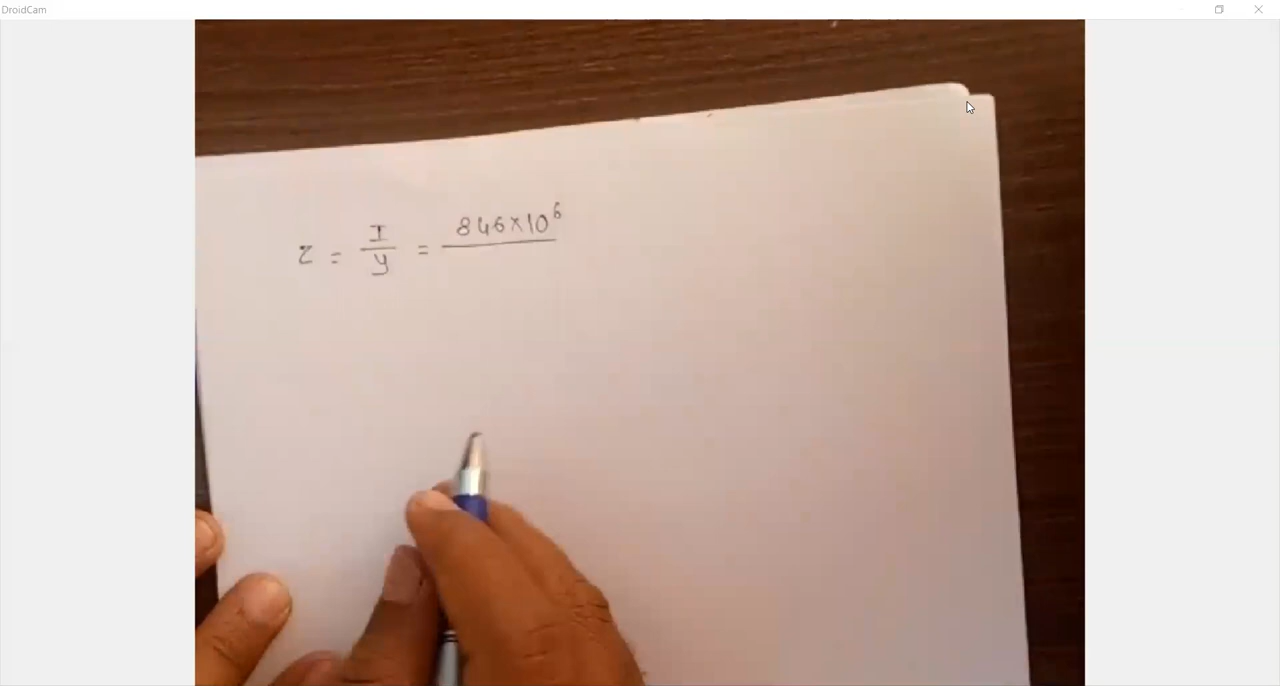 DroidCam
Z = I/y = 846×10⁶